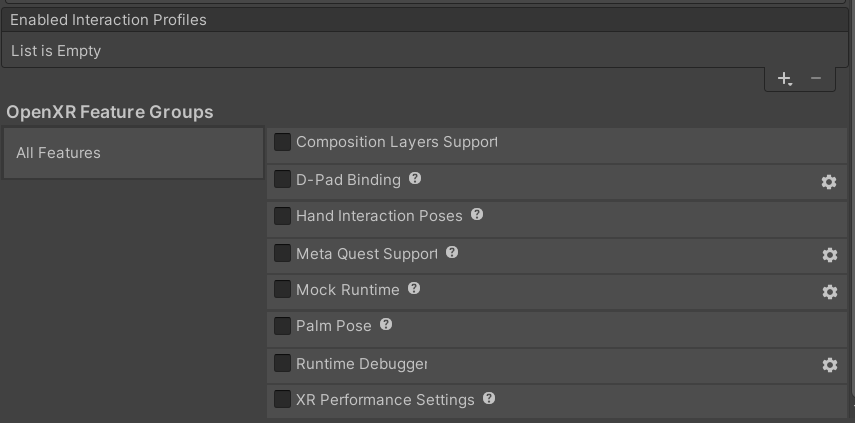 Enabled Interaction Profiles
List is Empty
OpenXR Feature Groups
All Features
Composition Layers Support
D-Pad Binding
Hand Interaction Poses
Meta Quest Support
Mock Runtime
Palm Pose
Runtime Debugger
XR Performance Settings